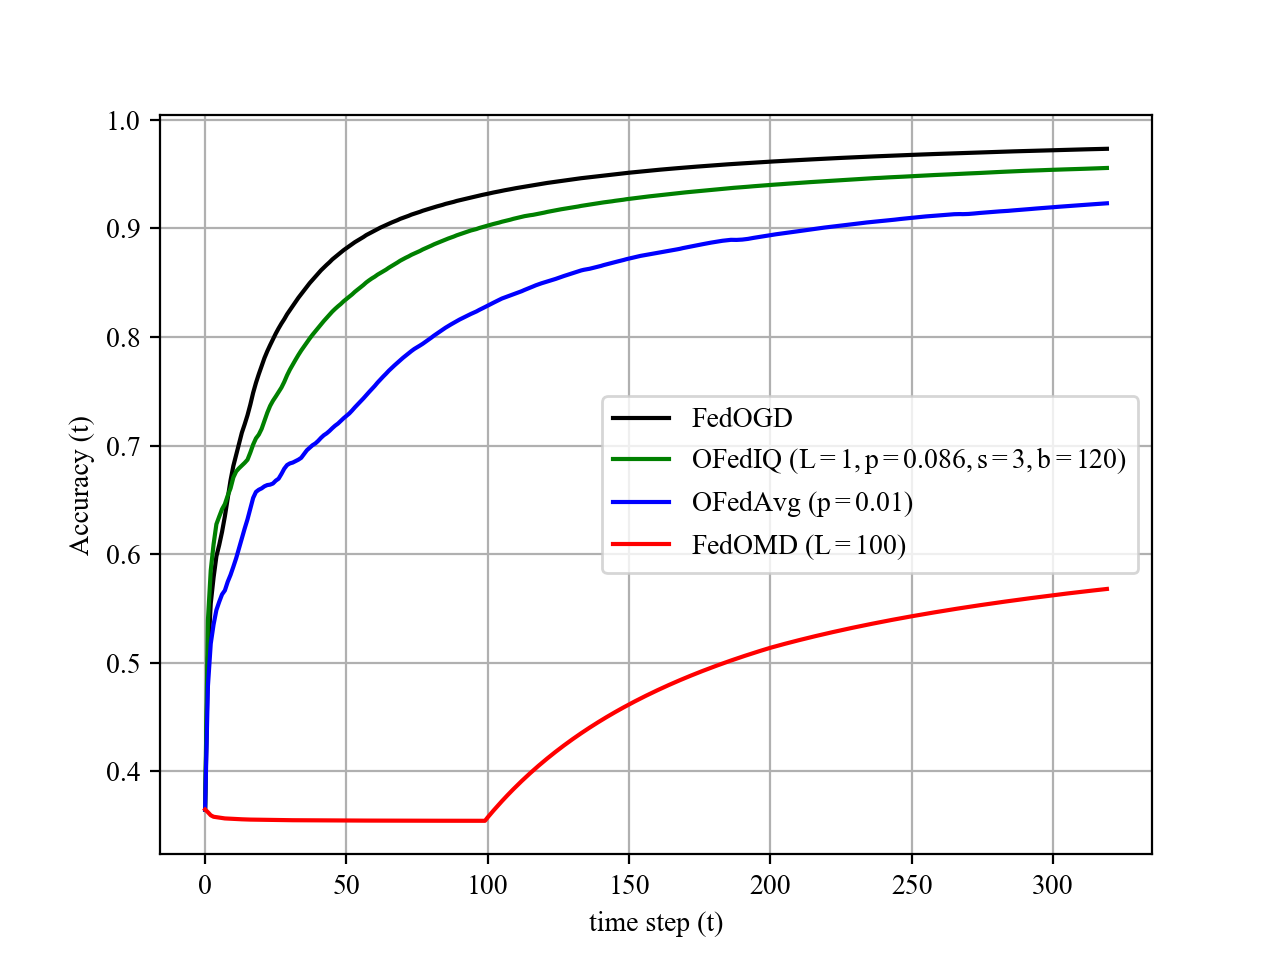 1.0
0.9
0.8
0.7
0.6
0.5
0.4
Accuracy (t)
FedOGD
OFedIQ (L=1,p=0.086,s=3,b=120)
OFedAvg (p=0.01)
FedOMD (L=100)
0 50 100 150 200 250 300
time step (t)